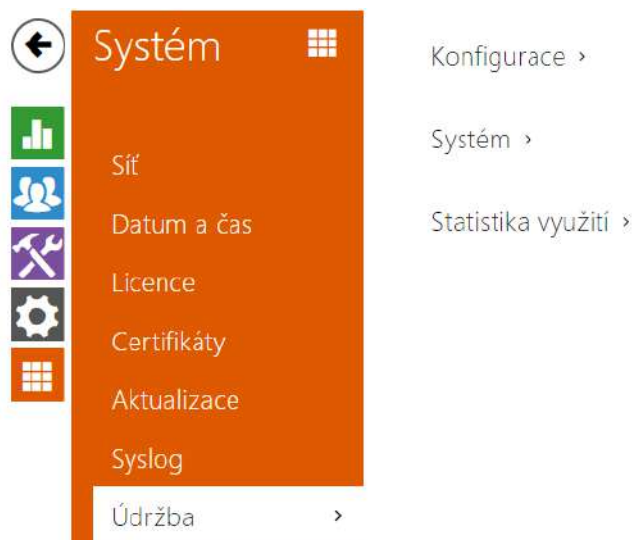 Systém
Síť
Datum a čas
Licence
Certifikáty
Aktualizace
Syslog
Údržba ›
Konfigurace ›
Systém ›
Statistika využití ›